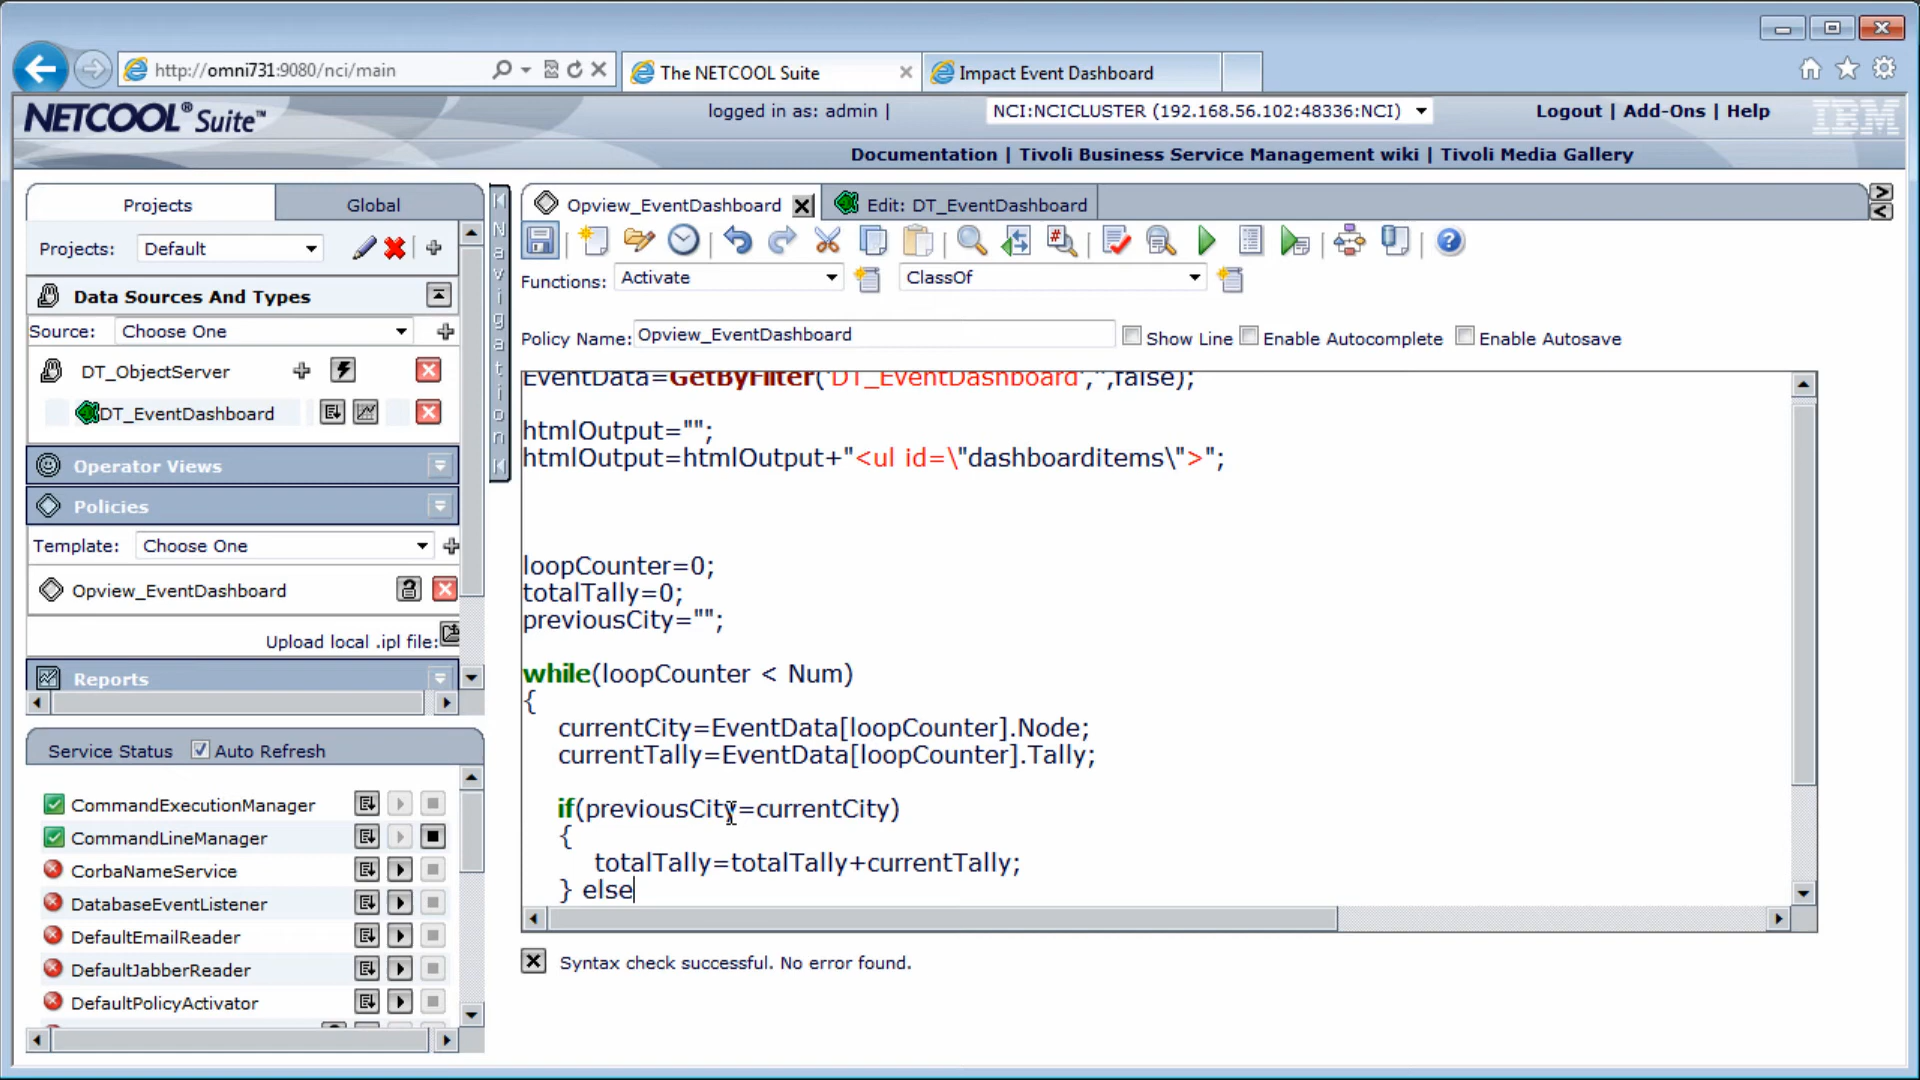 http://omni731:9080/nci/main
The NETCOOL Suite
Impact Event Dashboard
NETCOOL® Suite™
logged in as: admin |
NCI:NCICLUSTER (192.168.56.102:48336:NCI)
Logout | Add-Ons | Help
IBM
Documentation | Tivoli Business Service Management wiki | Tivoli Media Gallery
Projects
Global
Projects:
Default
Data Sources And Types
Source:
Choose One
DT_ObjectServer
DT_EventDashboard
Operator Views
Policies
Template:
Choose One
Opview_EventDashboard
Upload local .ipl file:
Reports
Service Status
Auto Refresh
CommandExecutionManager
CommandLineManager
CorbaNameService
DatabaseEventListener
DefaultEmailReader
DefaultJabberReader
DefaultPolicyActivator
Navigation
Opview_EventDashboard
Edit: DT_EventDashboard
Functions:
Activate
ClassOf
Policy Name:
Opview_EventDashboard
Show Line
Enable Autocomplete
Enable Autosave
EventData=GetByFilter('DT_EventDashboard','',false);
htmlOutput="";
htmlOutput=htmlOutput+"<ul id=\"dashboarditems\">";
loopCounter=0;
totalTally=0;
previousCity="";
while(loopCounter < Num)
{
currentCity=EventData[loopCounter].Node;
currentTally=EventData[loopCounter].Tally;
if(previousCity=currentCity)
{
totalTally=totalTally+currentTally;
} else
Syntax check successful. No error found.